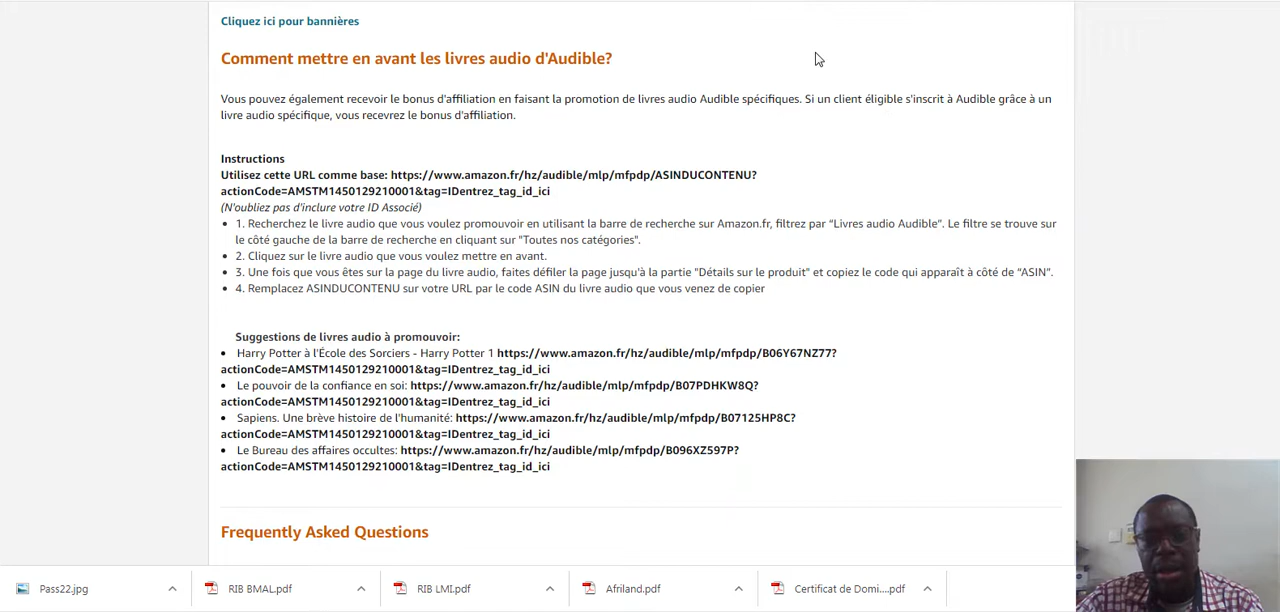 Cliquez ici pour bannières
Comment mettre en avant les livres audio d'Audible?
Vous pouvez également recevoir le bonus d'affiliation en faisant la promotion de livres audio Audible spécifiques. Si un client éligible s'inscrit à Audible grâce à un
livre audio spécifique, vous recevrez le bonus d'affiliation.
Instructions
Utilisez cette URL comme base: https://www.amazon.fr/hz/audible/mlp/mfpdp/ASINDUCONTENU?
actionCode=AMSTM1450129210001&tag=IDentrez_tag_id_ici
(N'oubliez pas d'inclure votre ID Associé)
• 1. Recherchez le livre audio que vous voulez promouvoir en utilisant la barre de recherche sur Amazon.fr, filtrez par “Livres audio Audible”. Le filtre se trouve sur
le côté gauche de la barre de recherche en cliquant sur "Toutes nos catégories".
• 2. Cliquez sur le livre audio que vous voulez mettre en avant.
• 3. Une fois que vous êtes sur la page du livre audio, faites défiler la page jusqu'à la partie "Détails sur le produit" et copiez le code qui apparaît à côté de “ASIN”.
• 4. Remplacez ASINDUCONTENU sur votre URL par le code ASIN du livre audio que vous venez de copier
Suggestions de livres audio à promouvoir:
• Harry Potter à l'École des Sorciers - Harry Potter 1 https://www.amazon.fr/hz/audible/mlp/mfpdp/B06Y67NZ77?
actionCode=AMSTM1450129210001&tag=IDentrez_tag_id_ici
• Le pouvoir de la confiance en soi: https://www.amazon.fr/hz/audible/mlp/mfpdp/B07PDHKW8Q?
actionCode=AMSTM1450129210001&tag=IDentrez_tag_id_ici
• Sapiens. Une brève histoire de l'humanité: https://www.amazon.fr/hz/audible/mlp/mfpdp/B07125HP8C?
actionCode=AMSTM1450129210001&tag=IDentrez_tag_id_ici
• Le Bureau des affaires occultes: https://www.amazon.fr/hz/audible/mlp/mfpdp/B096XZ597P?
actionCode=AMSTM1450129210001&tag=IDentrez_tag_id_ici
Frequently Asked Questions
Pass22.jpg
RIB BMAL.pdf
RIB LMI.pdf
Afriland.pdf
Certificat de Domi....pdf